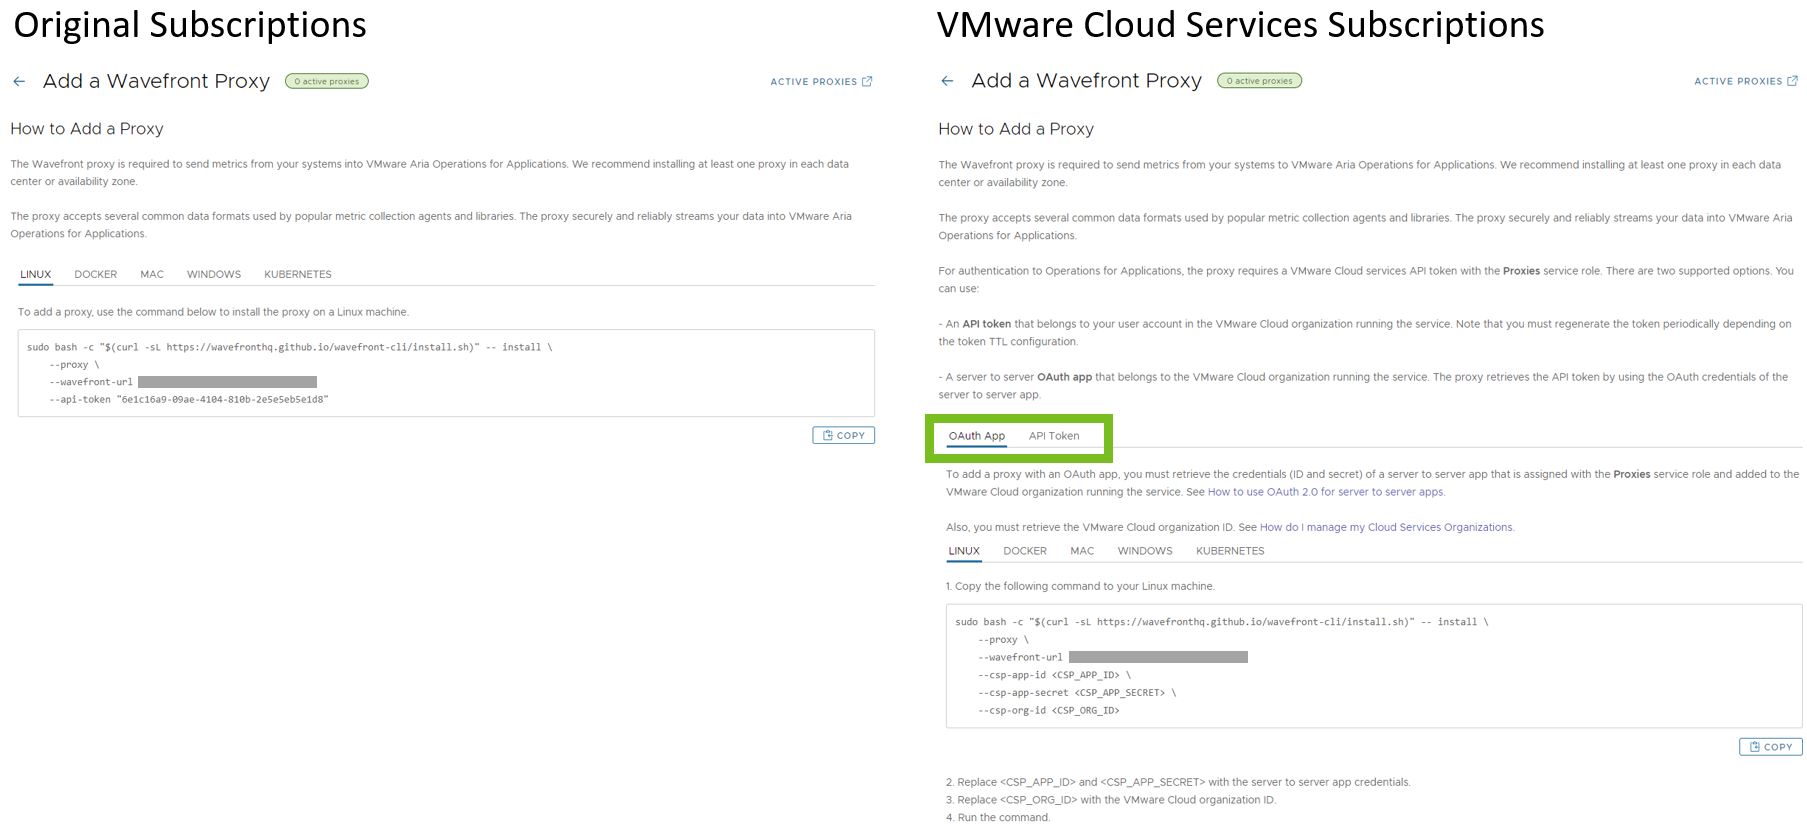 Original Subscriptions
Add a Wavefront Proxy
0 active proxies
ACTIVE PROXIES
How to Add a Proxy
The Wavefront proxy is required to send metrics from your systems into VMware Aria Operations for Applications. We recommend installing at least one proxy in each data
center or availability zone.
The proxy accepts several common data formats used by popular metric collection agents and libraries. The proxy securely and reliably streams your data into VMware Aria
Operations for Applications.
LINUX DOCKER MAC WINDOWS KUBERNETES
To add a proxy, use the command below to install the proxy on a Linux machine.
sudo bash -c "$(curl -sL https://wavefronthq.github.io/wavefront-cli/install.sh)" -- install \
--proxy \
--wavefront-url
--api-token "6e1c16a9-09ae-4104-810b-2e5e5eb5e1d8"
COPY
VMware Cloud Services Subscriptions
Add a Wavefront Proxy
0 active proxies
ACTIVE PROXIES
How to Add a Proxy
The Wavefront proxy is required to send metrics from your systems to VMware Aria Operations for Applications. We recommend installing at least one proxy in each data
center or availability zone.
The proxy accepts several common data formats used by popular metric collection agents and libraries. The proxy securely and reliably streams your data into VMware Aria
Operations for Applications.
For authentication to Operations for Applications, the proxy requires a VMware Cloud services API token with the Proxies service role. There are two supported options. You
can use:
- An API token that belongs to your user account in the VMware Cloud organization running the service. Note that you must regenerate the token periodically depending on
the token TTL configuration.
- A server to server OAuth app that belongs to the VMware Cloud organization running the service. The proxy retrieves the API token by using the OAuth credentials of the
server to server app.
OAuth App API Token
To add a proxy with an OAuth app, you must retrieve the credentials (ID and secret) of a server to server app that is assigned with the Proxies service role and added to the
VMware Cloud organization running the service. See How to use OAuth 2.0 for server to server apps.
Also, you must retrieve the VMware Cloud organization ID. See How do I manage my Cloud Services Organizations.
LINUX DOCKER MAC WINDOWS KUBERNETES
1. Copy the following command to your Linux machine.
sudo bash -c "$(curl -sL https://wavefronthq.github.io/wavefront-cli/install.sh)" -- install \
--proxy \
--wavefront-url
--csp-app-id <CSP_APP_ID> \
--csp-app-secret <CSP_APP_SECRET> \
--csp-org-id <CSP_ORG_ID>
COPY
2. Replace <CSP_APP_ID> and <CSP_APP_SECRET> with the server to server app credentials.
3. Replace <CSP_ORG_ID> with the VMware Cloud organization ID.
4. Run the command.